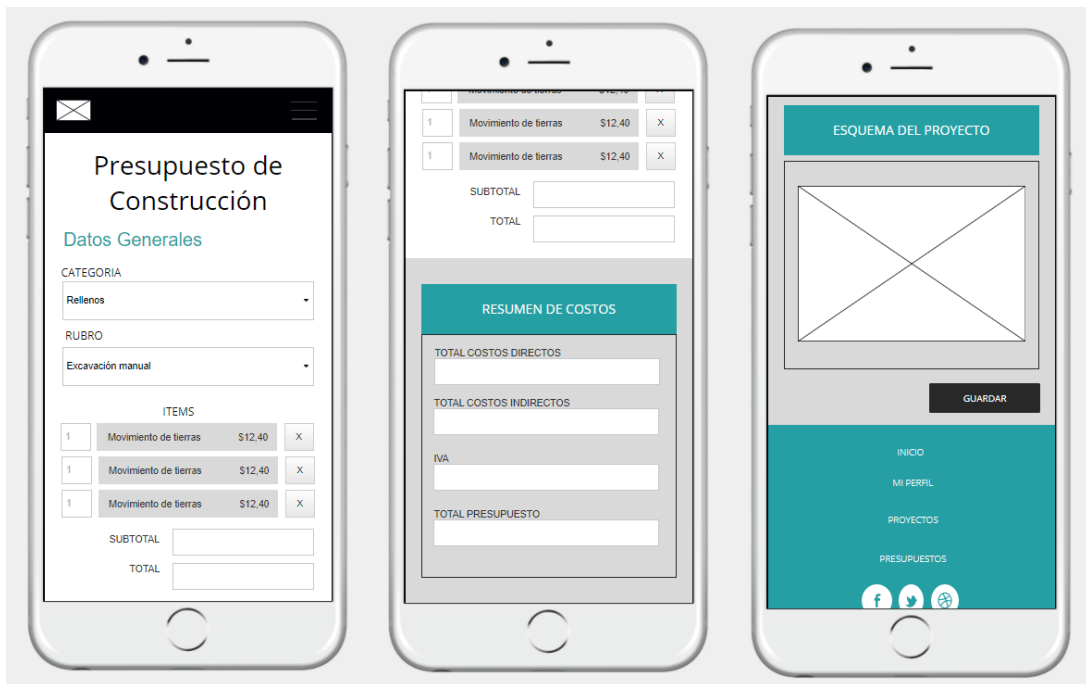 Presupuesto de
Construcción
Datos Generales
CATEGORIA
Rellenos
RUBRO
Excavación manual
ITEMS
1 Movimiento de tierras $12,40 X
1 Movimiento de tierras $12,40 X
1 Movimiento de tierras $12,40 X
SUBTOTAL
TOTAL
1 Movimiento de tierras $12,40 X
1 Movimiento de tierras $12,40 X
SUBTOTAL
TOTAL
RESUMEN DE COSTOS
TOTAL COSTOS DIRECTOS
TOTAL COSTOS INDIRECTOS
IVA
TOTAL PRESUPUESTO
ESQUEMA DEL PROYECTO
GUARDAR
INICIO
MI PERFIL
PROYECTOS
PRESUPUESTOS